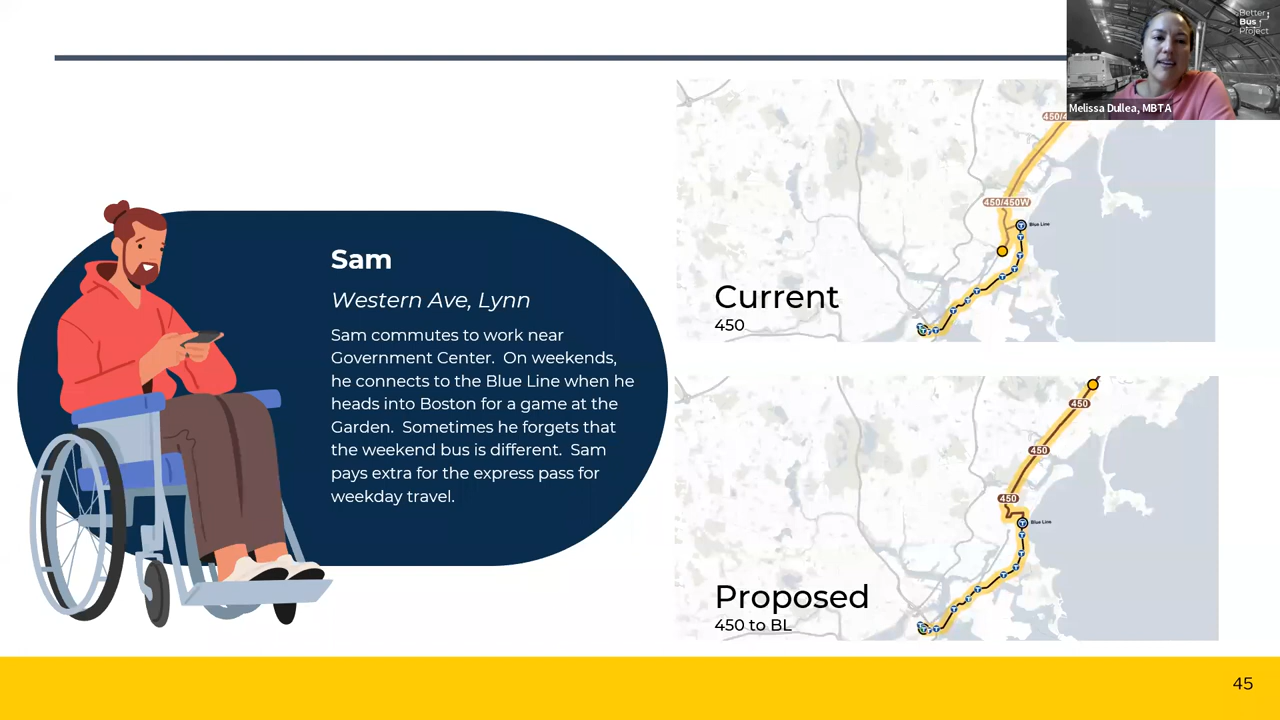 Better
Bus
Project
Melissa Dullea, MBTA
Sam
Western Ave, Lynn
Sam commutes to work near
Government Center. On weekends,
he connects to the Blue Line when he
heads into Boston for a game at the
Garden. Sometimes he forgets that
the weekend bus is different. Sam
pays extra for the express pass for
weekday travel.
450/4
450/450W
Blue Line
Current
450
450
450
450
Blue Line
Proposed
450 to BL
45